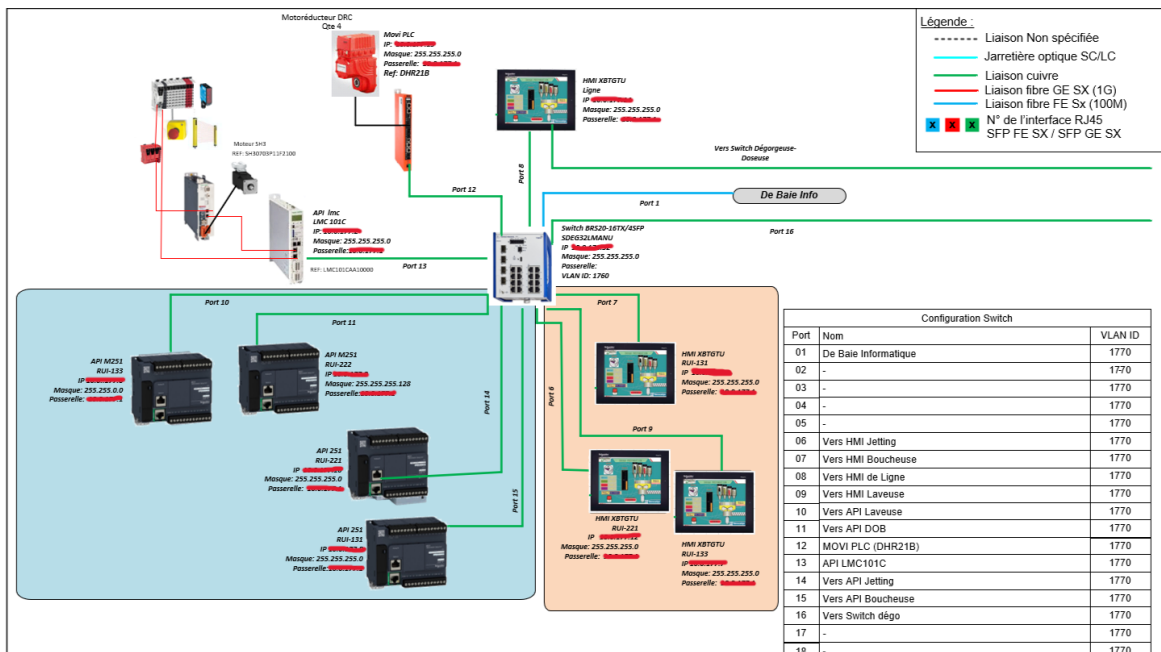 Motoréducteur DRC
Qte 4
Movi PLC
IP:
Masque: 255.255.255.0
Passerelle:
Ref: DHR21B
HMI XBTGTU
Ligne
IP
Masque: 255.255.255.0
Passerelle:
Légende :
Liaison Non spécifiée
Jarretière optique SC/LC
Liaison cuivre
Liaison fibre GE SX (1G)
Liaison fibre FE Sx (100M)
X X X N° de l'interface RJ45
SFP FE SX / SFP GE SX
Moteur SH3
REF: SH30703P11F2100
Port 12
Port 8
Vers Switch Dégorgeuse-
Doseuse
Port 1
De Baie Info
Port 16
API lmc
LMC 101C
IP:
Masque: 255.255.255.0
Passerelle:
REF: LMC101CAA10000
Port 13
Switch BRS20-16TX/4SFP
SDEG32LMANU
IP
Masque: 255.255.255.0
Passerelle:
VLAN ID: 1760
Port 10
Port 11
Port 14
Port 15
API M251
RUI-133
IP
Masque: 255.255.0.0
Passerelle:
API M251
RUI-222
IP
Masque: 255.255.255.128
Passerelle:
API 251
RUI-221
IP
Masque: 255.255.255.0
Passerelle:
API 251
RUI-131
IP
Masque: 255.255.255.0
Passerelle:
Port 7
Port 6
Port 9
HMI XBTGTU
RUI-131
IP
Masque: 255.255.255.0
Passerelle:
HMI XBTGTU
RUI-221
IP
Masque: 255.255.255.0
Passerelle:
HMI XBTGTU
RUI-133
IP
Masque: 255.255.255.0
Passerelle:
Configuration Switch
Port Nom VLAN ID
01 De Baie Informatique 1770
02 - 1770
03 - 1770
04 - 1770
05 - 1770
06 Vers HMI Jetting 1770
07 Vers HMI Boucheuse 1770
08 Vers HMI de Ligne 1770
09 Vers HMI Laveuse 1770
10 Vers API Laveuse 1770
11 Vers API DOB 1770
12 MOVI PLC (DHR21B) 1770
13 API LMC101C 1770
14 Vers API Jetting 1770
15 Vers API Boucheuse 1770
16 Vers Switch dégo 1770
17 - 1770
18 - 1770